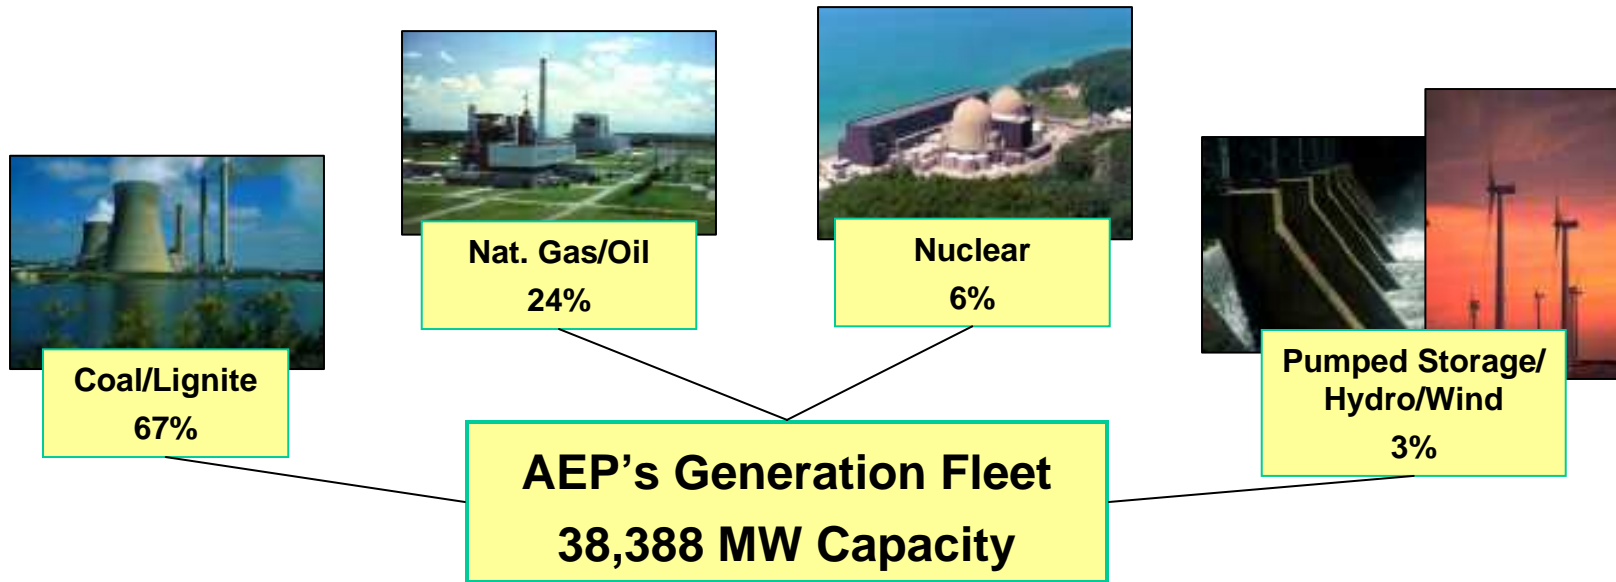 Coal/Lignite
67%
Nat. Gas/Oil
24%
Nuclear
6%
Pumped Storage/
Hydro/Wind
3%
AEP’s Generation Fleet
38,388 MW Capacity